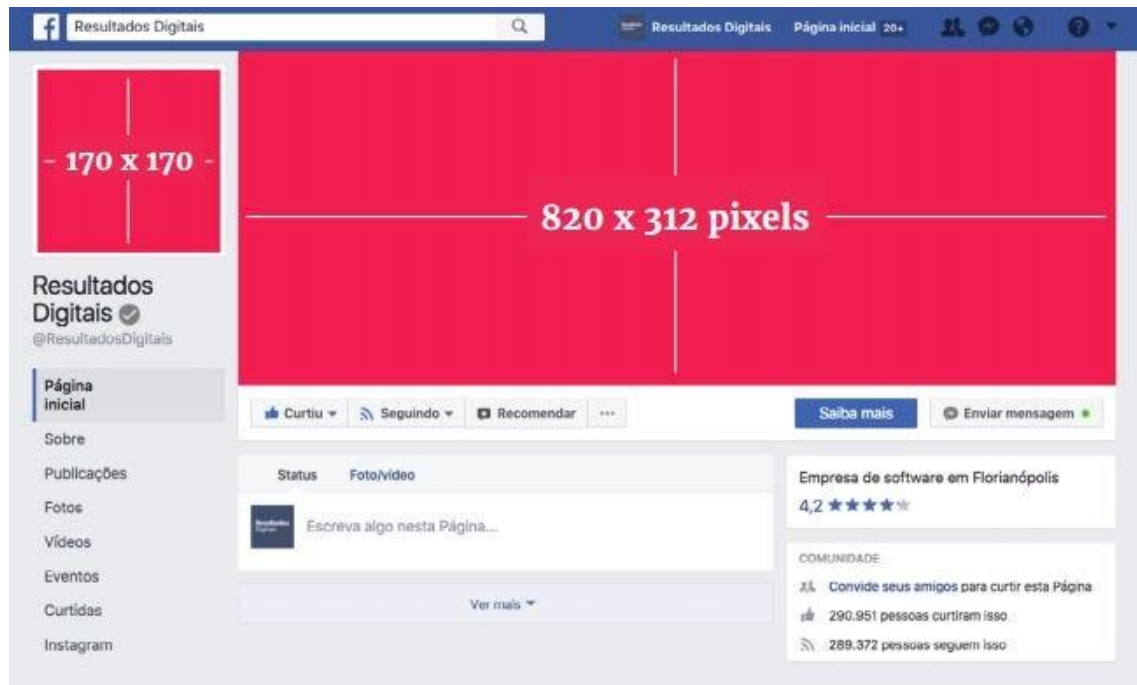 Resultados Digitais
Resultados Digitais
Página inicial 20+
170 x 170
820 x 312 pixels
Resultados
Digitais
@ResultadosDigitais
Página
inicial
Sobre
Publicações
Fotos
Vídeos
Eventos
Curtidas
Instagram
Curtiu
Seguindo
Recomendar
Saiba mais
Enviar mensagem
Status
Foto/vídeo
Resultados
Digitais
Escreva algo nesta Página...
Ver mais
Empresa de software em Florianópolis
4,2
COMUNIDADE
Convide seus amigos para curtir esta Página
290.951 pessoas curtiram isso
289.372 pessoas seguem isso